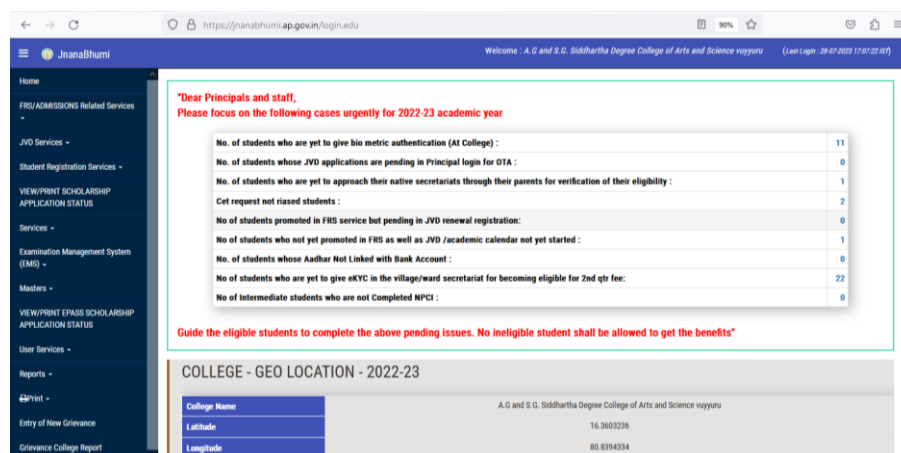 https://jnanabhumi.ap.gov.in/login.edu
90%
JnanaBhumi
Welcome : A.G and S.G. Siddhartha Degree College of Arts and Science vuyyuru
(Last Login : 28-07-2023 17:07:22 IST)
Home
FRS/ADMISSIONS Related Services
JVD Services
Student Registration Services
VIEW/PRINT SCHOLARSHIP
APPLICATION STATUS
Services
Examination Management System
(EMS)
Masters
VIEW/PRINT EPASS SCHOLARSHIP
APPLICATION STATUS
User Services
Reports
Print
Entry of New Grievance
Grievance College Report
"Dear Principals and staff,
Please focus on the following cases urgently for 2022-23 academic year
No. of students who are yet to give bio metric authentication (At College) : 11
No. of students whose JVD applications are pending in Principal login for OTA : 0
No. of students who are yet to approach their native secretariats through their parents for verification of their eligibility : 1
Cet request not riased students : 2
No of students promoted in FRS service but pending in JVD renewal registration: 0
No of students who not yet promoted in FRS as well as JVD /academic calendar not yet started : 1
No. of students whose Aadhar Not Linked with Bank Account : 0
No of students who are yet to give eKYC in the village/ward secretariat for becoming eligible for 2nd qtr fee: 22
No of Intermediate students who are not Completed NPCI : 0
Guide the eligible students to complete the above pending issues. No ineligible student shall be allowed to get the benefits"
COLLEGE - GEO LOCATION - 2022-23
College Name A.G and S.G. Siddhartha Degree College of Arts and Science vuyyuru
Latitude 16.3603236
Longitude 80.8394334